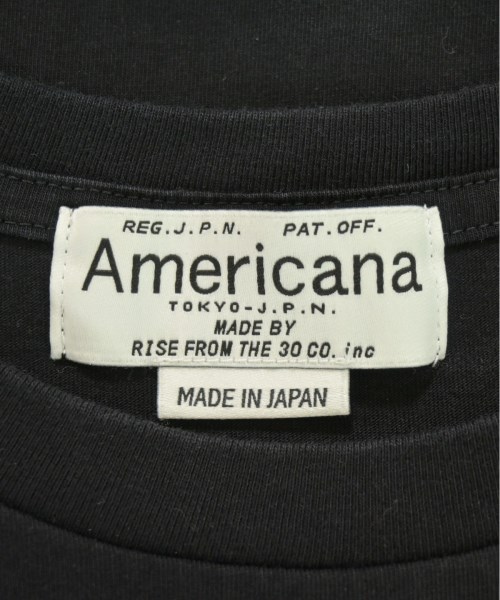 REG.J.P.N. PAT.OFF.
Americana
TOKYO-J.P.N.
MADE BY
RISE FROM THE 30 CO. inc
MADE IN JAPAN